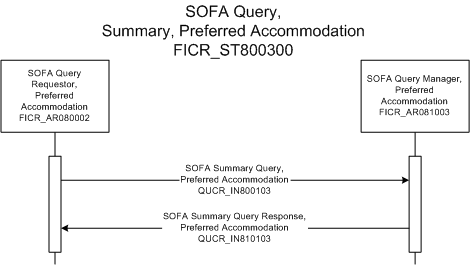 SOFA Query,
Summary, Preferred Accommodation
FICR_ST800300
SOFA Query
Requestor,
Preferred
Accommodation
FICR_AR080002
SOFA Query Manager,
Preferred
Accommodation
FICR_AR081003
SOFA Summary Query,
Preferred Accommodation
QUCR_IN800103
SOFA Summary Query Response,
Preferred Accommodation
QUCR_IN810103